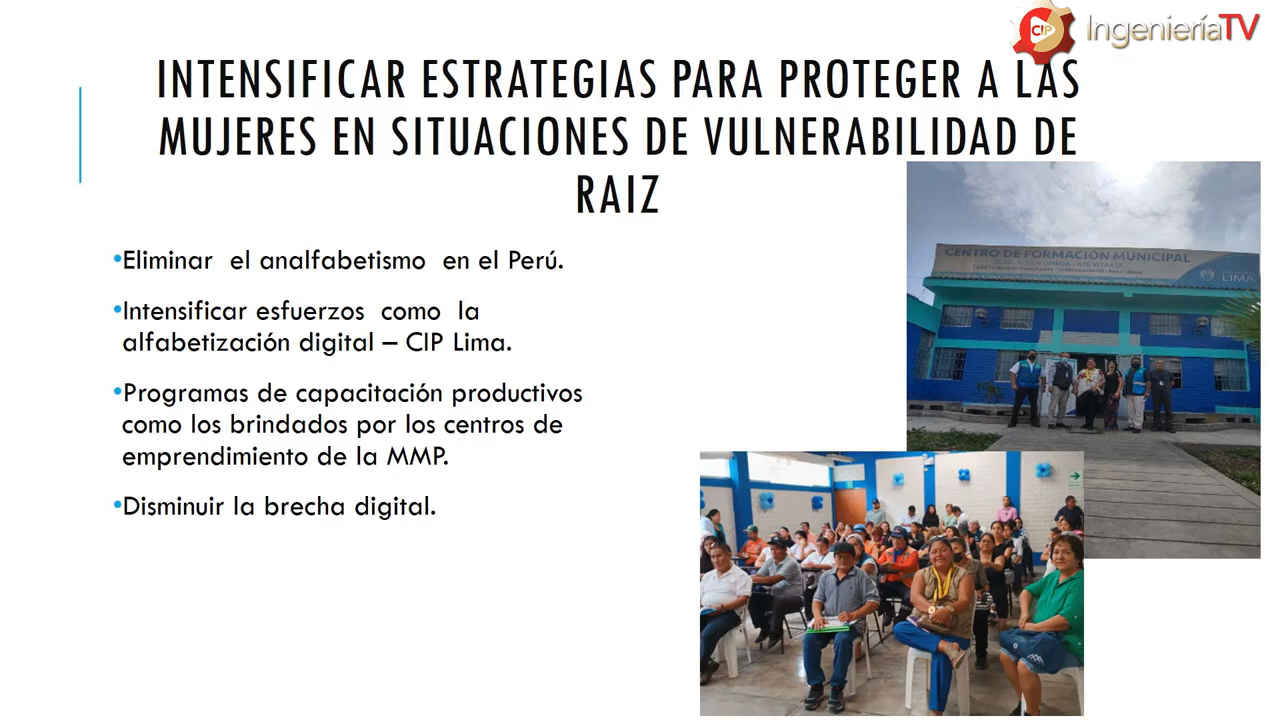 CIP IngenieríaTV
INTENSIFICAR ESTRATEGIAS PARA PROTEGER A LAS
MUJERES EN SITUACIONES DE VULNERABILIDAD DE
RAIZ
•Eliminar el analfabetismo en el Perú.
•Intensificar esfuerzos como la
alfabetización digital – CIP Lima.
•Programas de capacitación productivos
como los brindados por los centros de
emprendimiento de la MMP.
•Disminuir la brecha digital.
CENTRO DE FORMACIÓN MUNICIPAL
LIMA